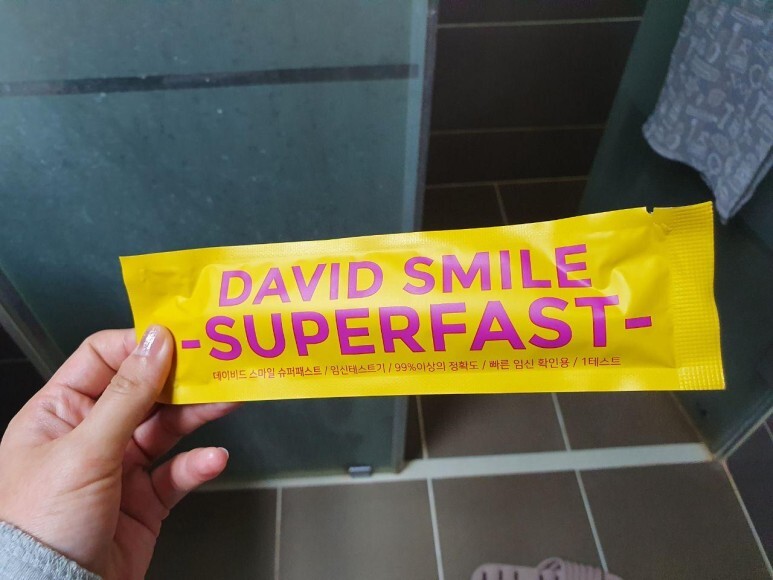 DAVID SMILE
-SUPERFAST-
데이비드 스마일 슈퍼패스트 / 임신테스트기 / 99%이상의 정확도 / 빠른 임신 확인용 / 1테스트